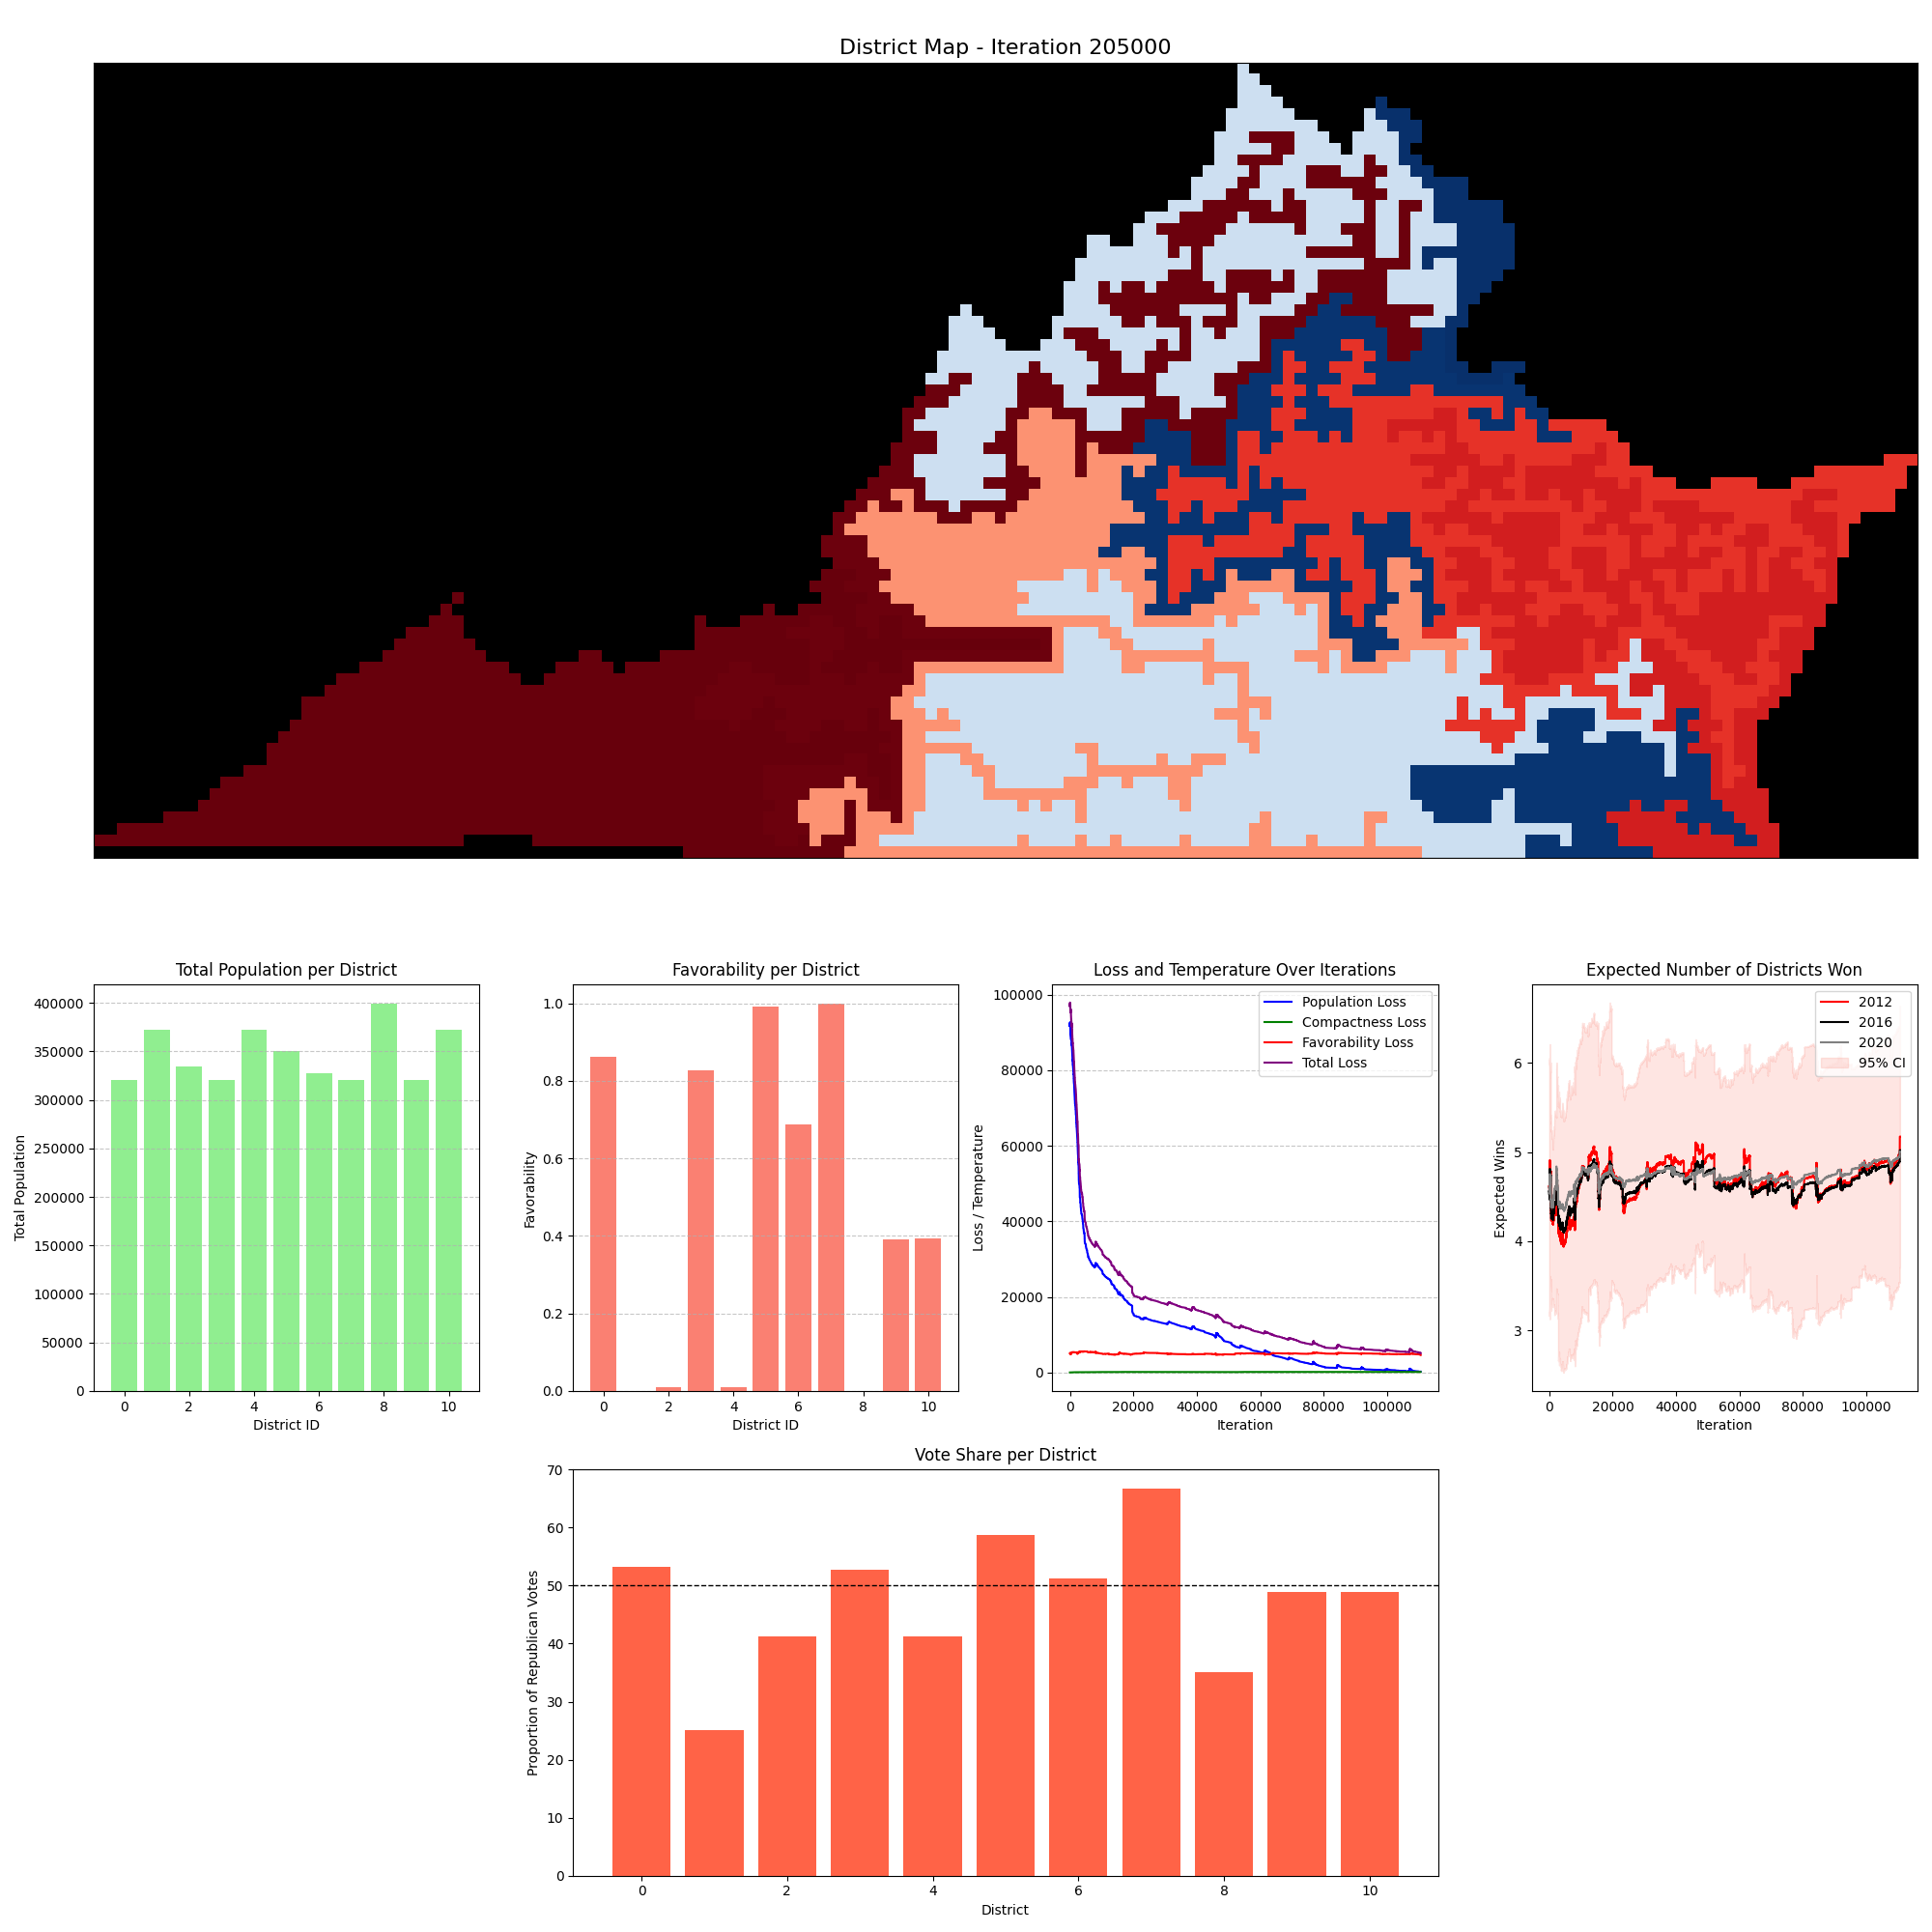 District Map - Iteration 205000
Total Population per District
Total Population
400000
350000
300000
250000
200000
150000
100000
50000
0
0 2 4 6 8 10
District ID
Favorability per District
Favorability
1.0
0.8
0.6
0.4
0.2
0.0
0 2 4 6 8 10
District ID
Loss and Temperature Over Iterations
Loss / Temperature
100000
80000
60000
40000
20000
0
Population Loss
Compactness Loss
Favorability Loss
Total Loss
0 20000 40000 60000 80000 100000
Iteration
Expected Number of Districts Won
Expected Wins
6
5
4
3
2012
2016
2020
95% CI
0 20000 40000 60000 80000 100000
Iteration
Vote Share per District
Proportion of Republican Votes
70
60
50
40
30
20
10
0
0 2 4 6 8 10
District